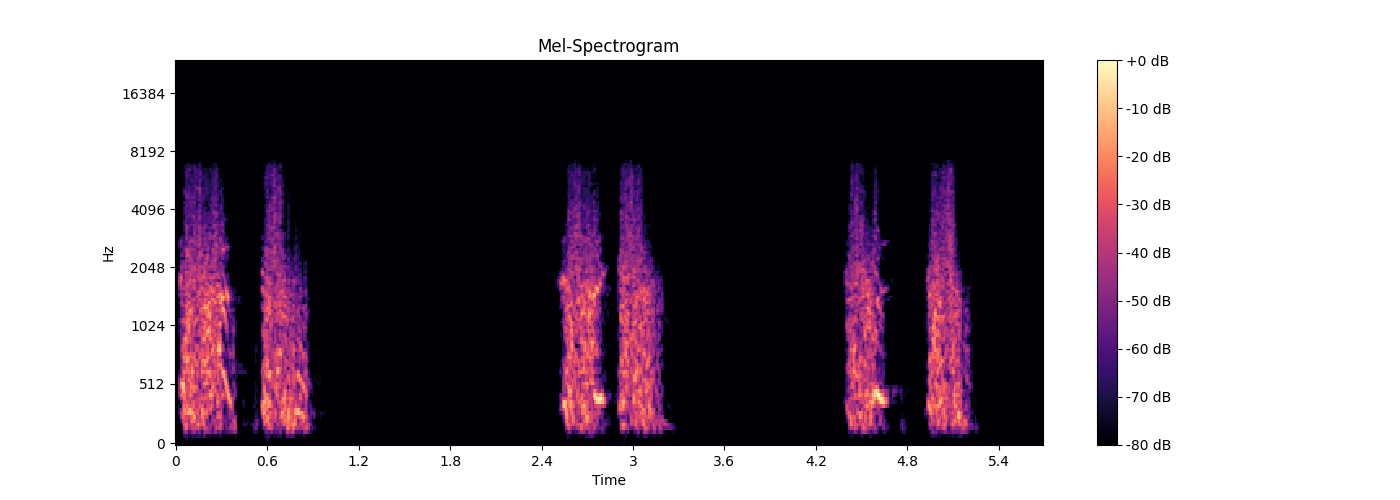 Mel-Spectrogram
Hz
16384
8192
4096
2048
1024
512
0
0 0.6 1.2 1.8 2.4 3 3.6 4.2 4.8 5.4
Time
+0 dB
-10 dB
-20 dB
-30 dB
-40 dB
-50 dB
-60 dB
-70 dB
-80 dB